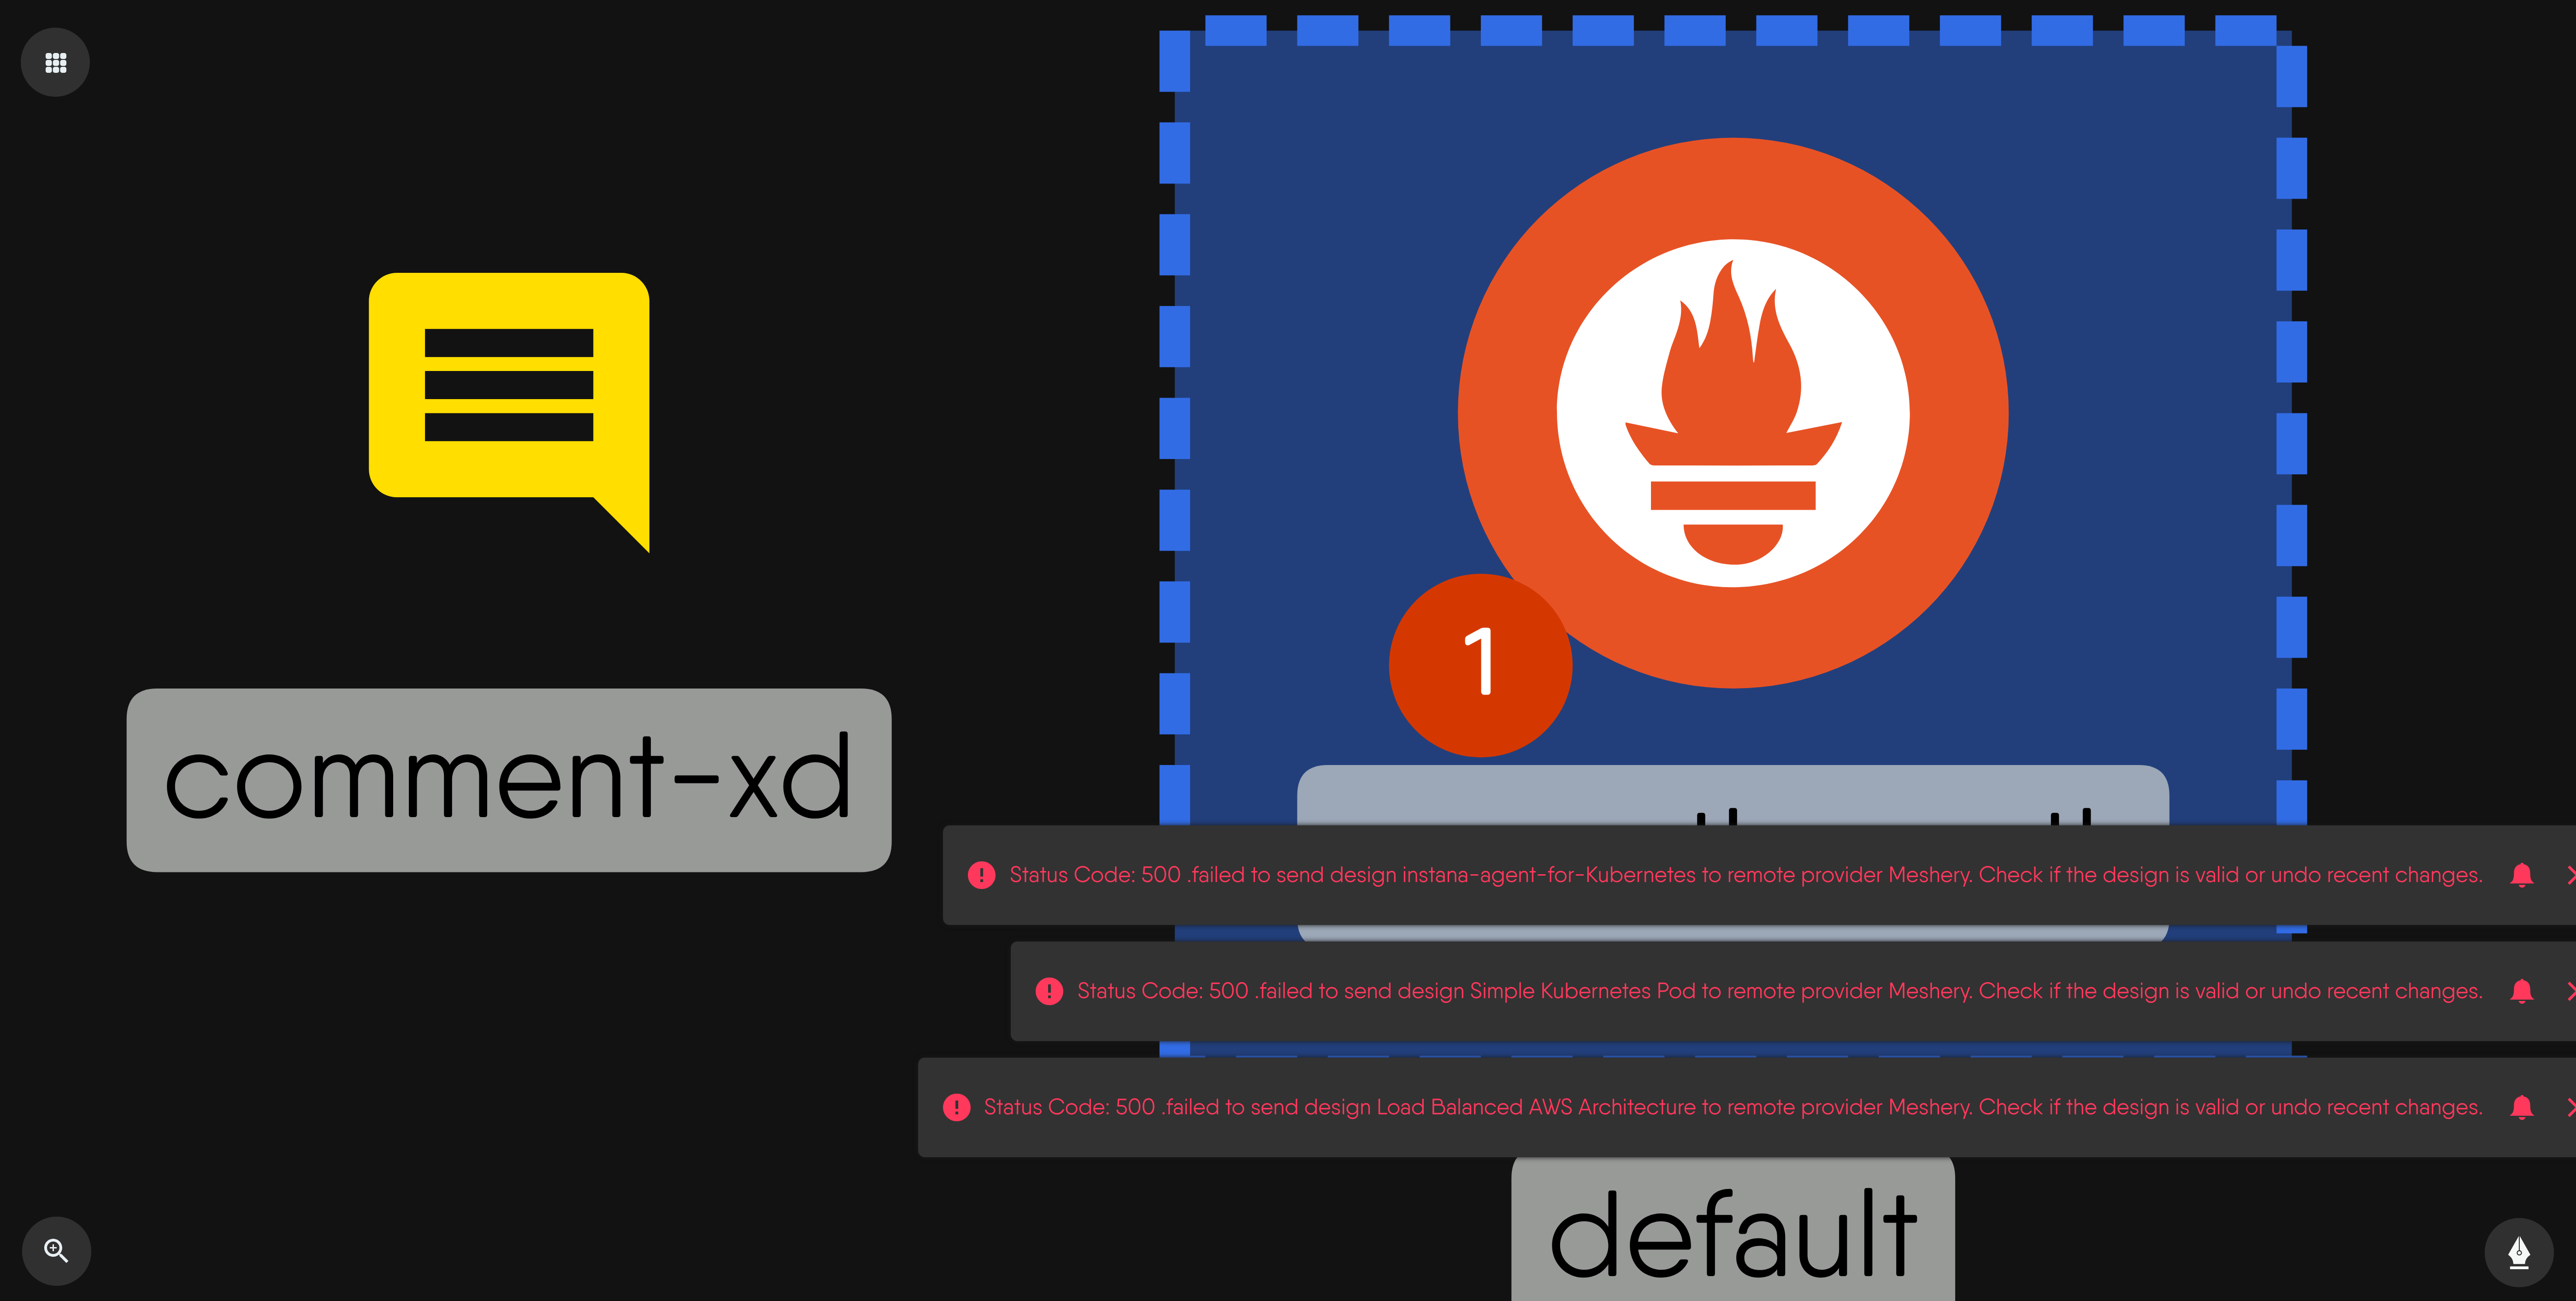 1
comment-xd
Status Code: 500 .failed to send design instana-agent-for-Kubernetes to remote provider Meshery. Check if the design is valid or undo recent changes.
Status Code: 500 .failed to send design Simple Kubernetes Pod to remote provider Meshery. Check if the design is valid or undo recent changes.
Status Code: 500 .failed to send design Load Balanced AWS Architecture to remote provider Meshery. Check if the design is valid or undo recent changes.
default